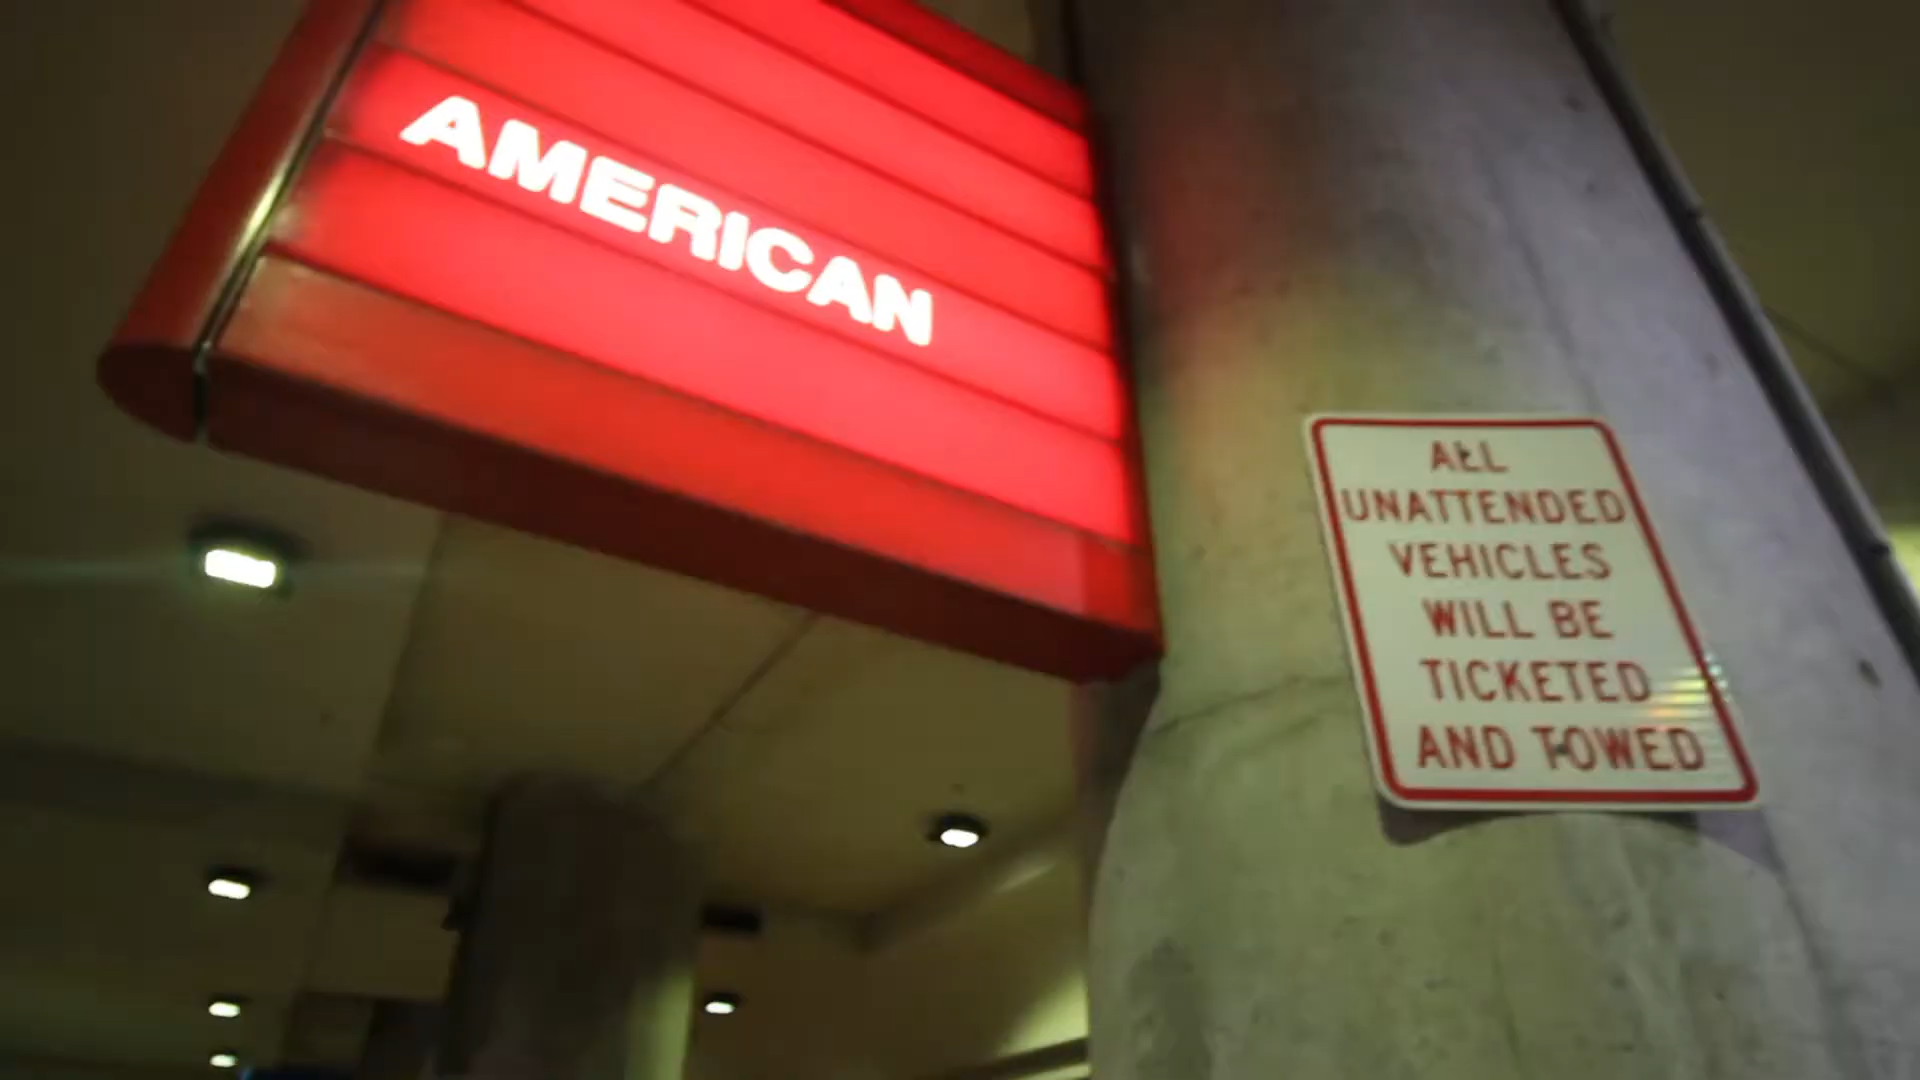 AMERICAN
ALL
UNATTENDED
VEHICLES
WILL BE
TICKETED
AND TOWED